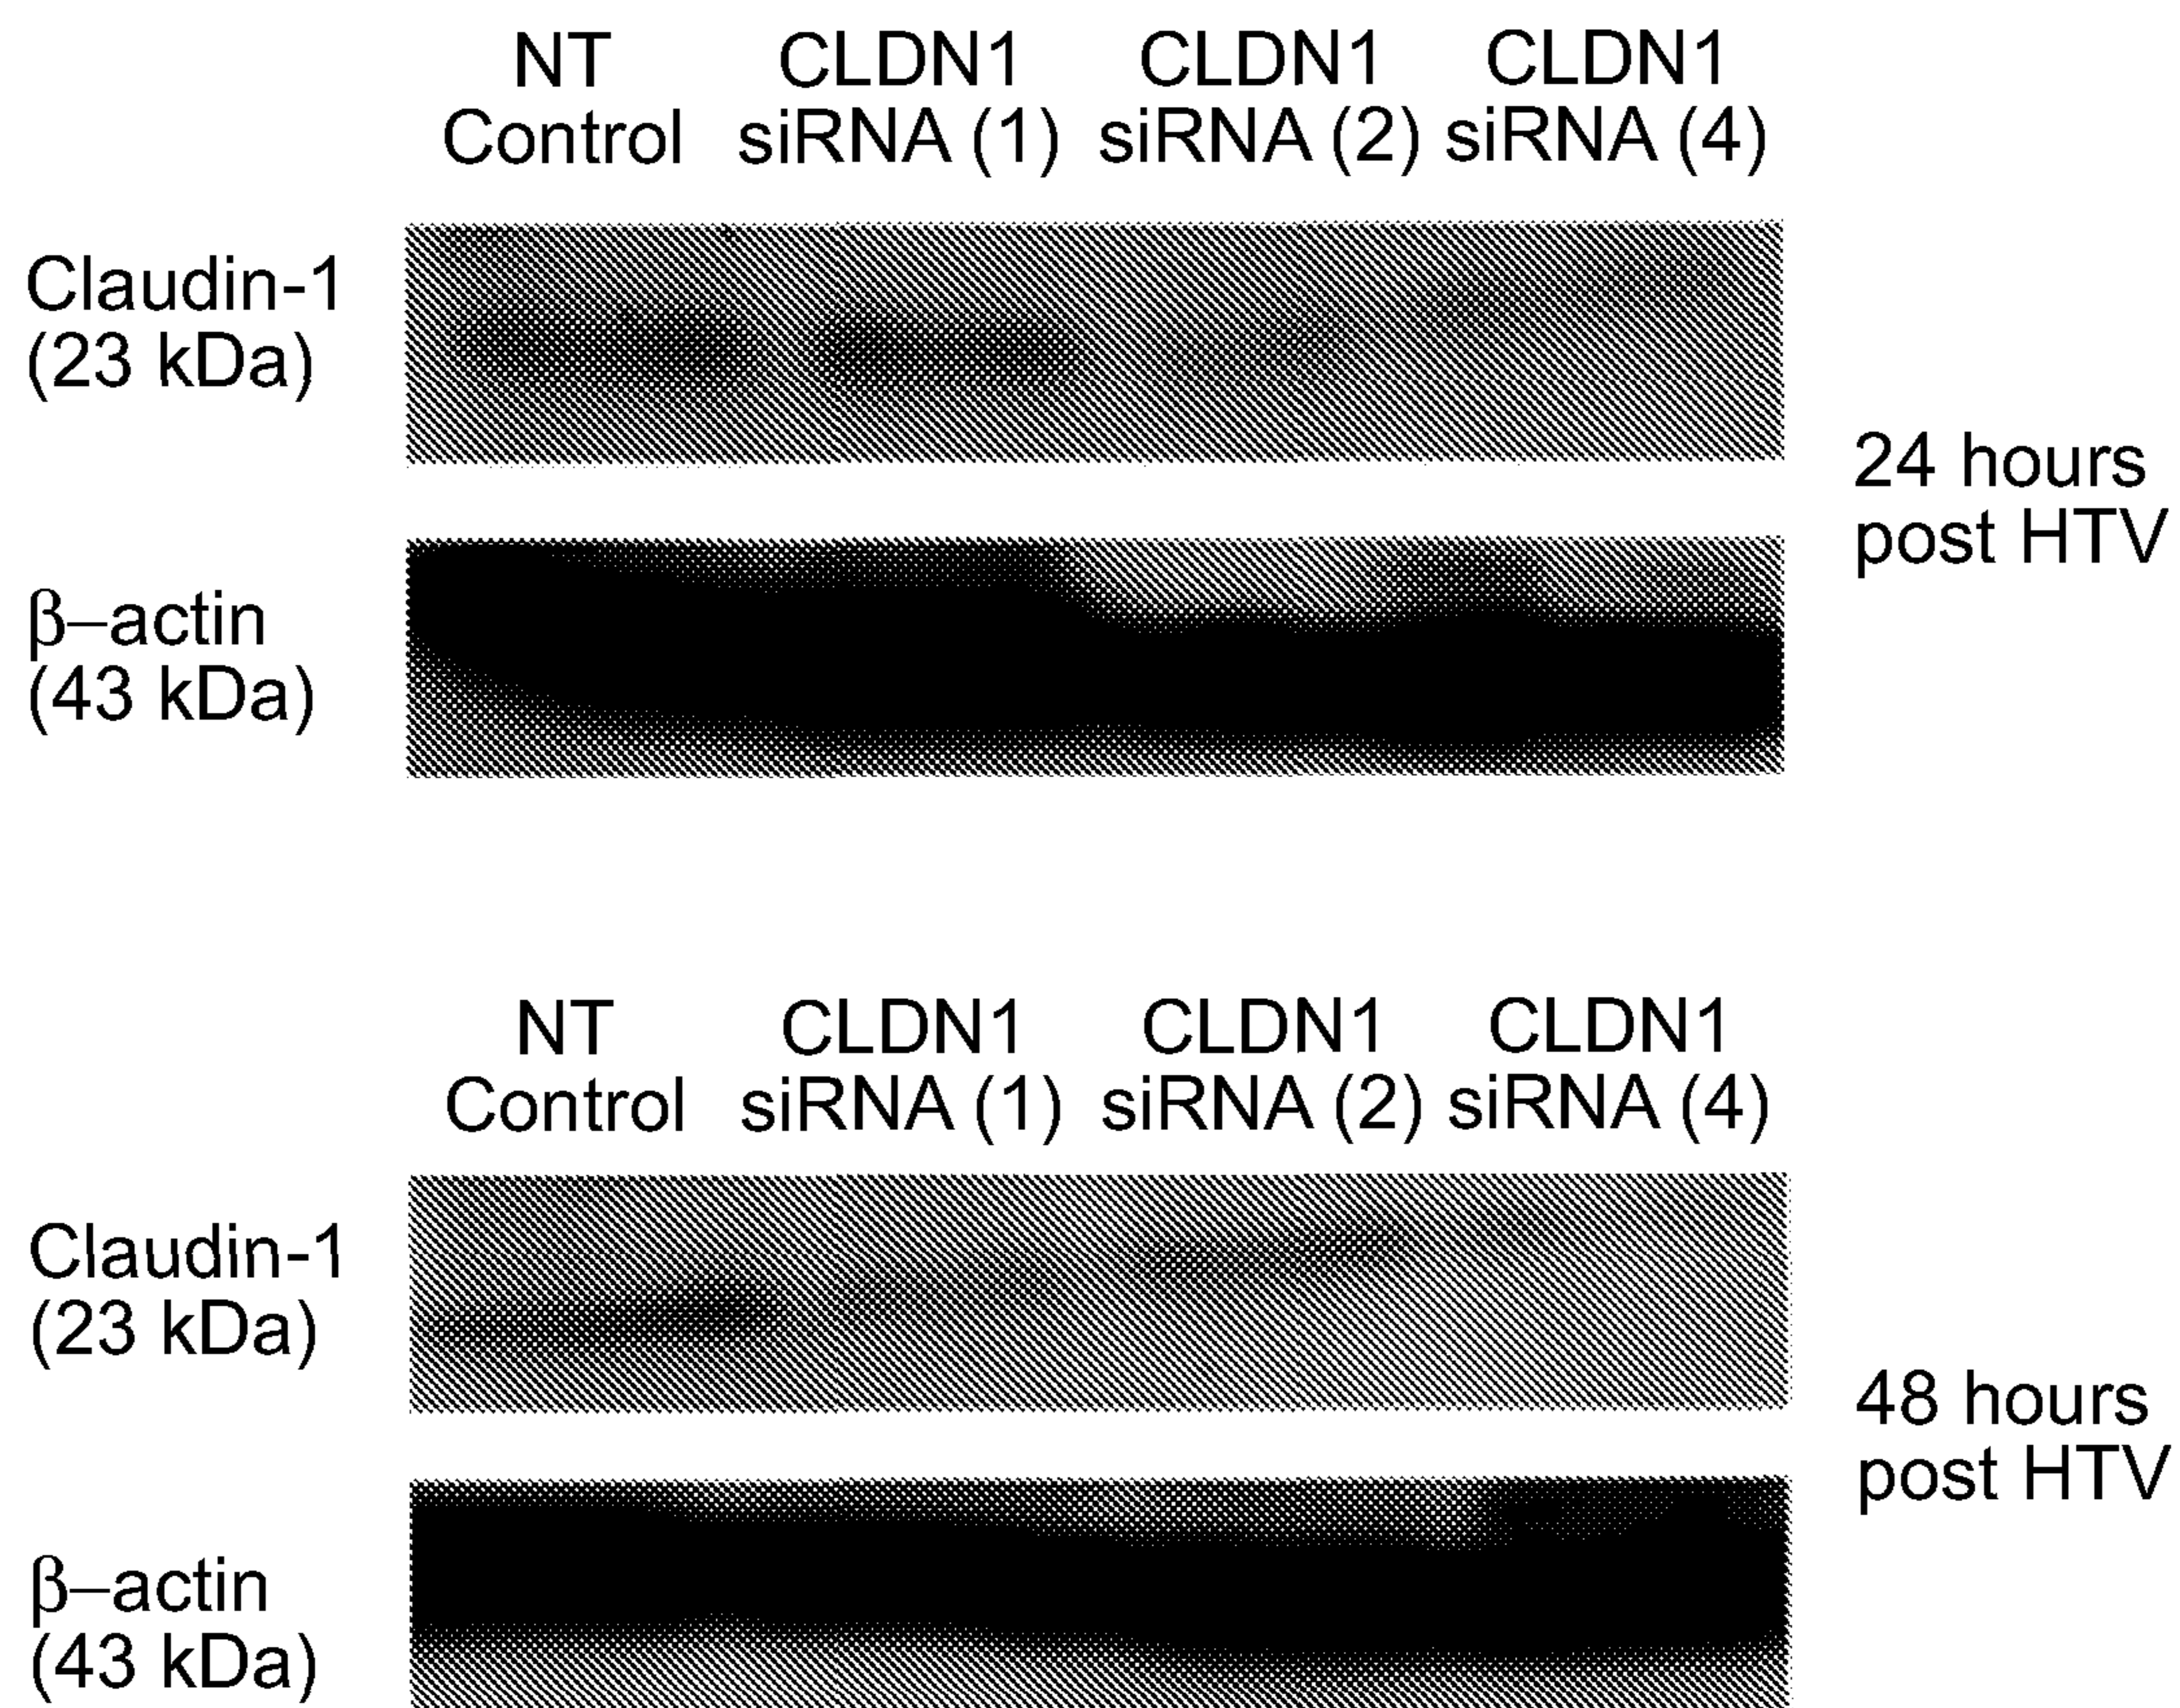 NT CLDN1 CLDN1 CLDN1
Control siRNA (1) siRNA (2) siRNA (4)
Claudin-1
(23 kDa)
24 hours
post HTV
β–actin
(43 kDa)
NT CLDN1 CLDN1 CLDN1
Control siRNA (1) siRNA (2) siRNA (4)
Claudin-1
(23 kDa)
48 hours
post HTV
β–actin
(43 kDa)